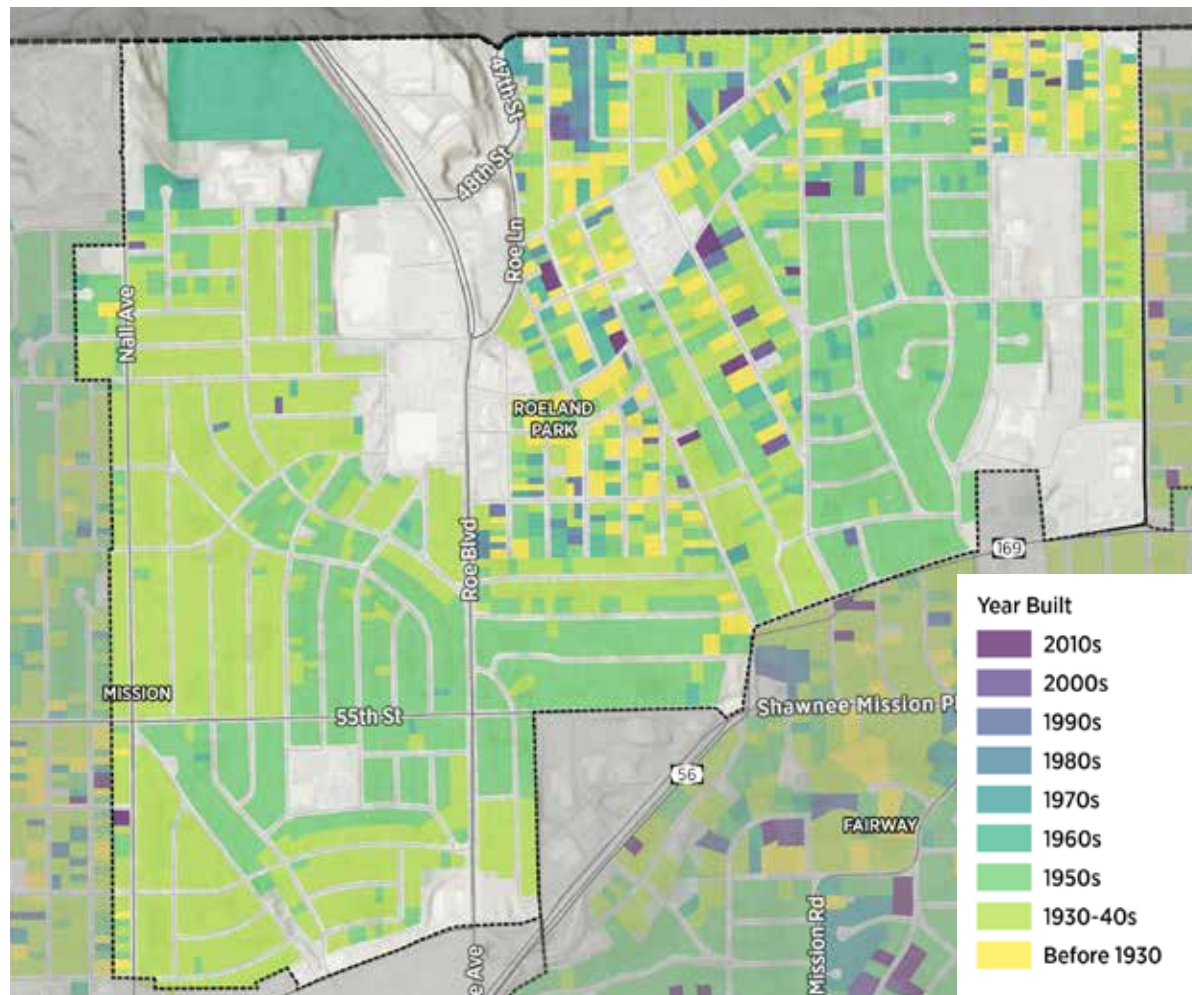 47th St
48th St
Roe Ln
Nall Ave
ROELAND
PARK
Roe Blvd
169
MISSION
55th St
Shawnee Mission P
56
FAIRWAY
Mission Rd
e Ave
Year Built
2010s
2000s
1990s
1980s
1970s
1960s
1950s
1930-40s
Before 1930